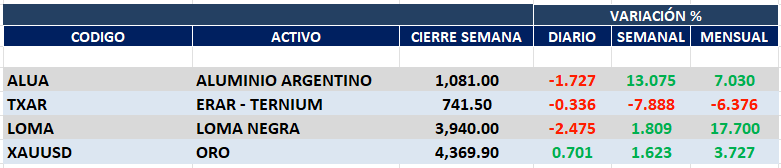 VARIACIÓN %
CODIGO ACTIVO CIERRE SEMANA DIARIO SEMANAL MENSUAL
ALUA ALUMINIO ARGENTINO 1,081.00 -1.727 13.075 7.030
TXAR ERAR - TERNIUM 741.50 -0.336 -7.888 -6.376
LOMA LOMA NEGRA 3,940.00 -2.475 1.809 17.700
XAUUSD ORO 4,369.90 0.701 1.623 3.727